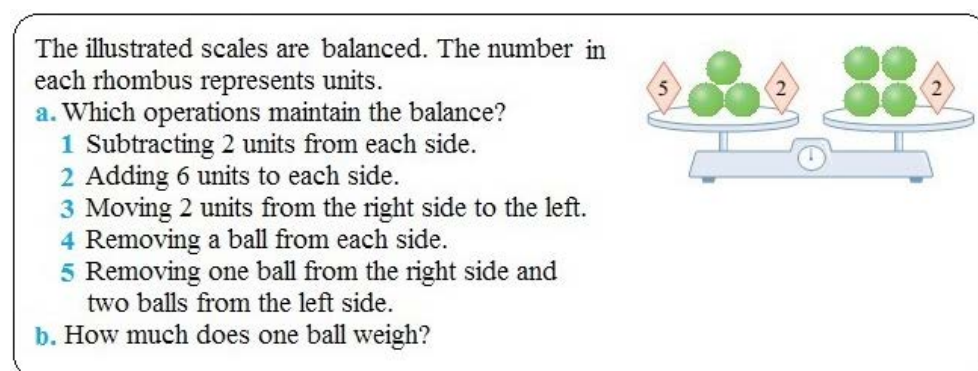 The illustrated scales are balanced. The number in
each rhombus represents units.
a. Which operations maintain the balance?
1 Subtracting 2 units from each side.
2 Adding 6 units to each side.
3 Moving 2 units from the right side to the left.
4 Removing a ball from each side.
5 Removing one ball from the right side and
two balls from the left side.
b. How much does one ball weigh?
5 2 2